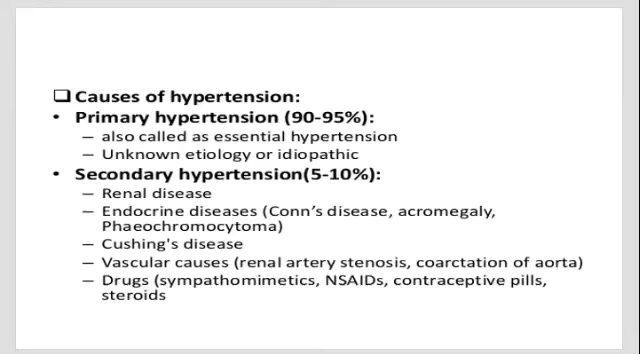 ❑ Causes of hypertension:
• Primary hypertension (90-95%):
– also called as essential hypertension
– Unknown etiology or idiopathic
• Secondary hypertension(5-10%):
– Renal disease
– Endocrine diseases (Conn’s disease, acromegaly,
Phaeochromocytoma)
– Cushing's disease
– Vascular causes (renal artery stenosis, coarctation of aorta)
– Drugs (sympathomimetics, NSAIDs, contraceptive pills,
steroids